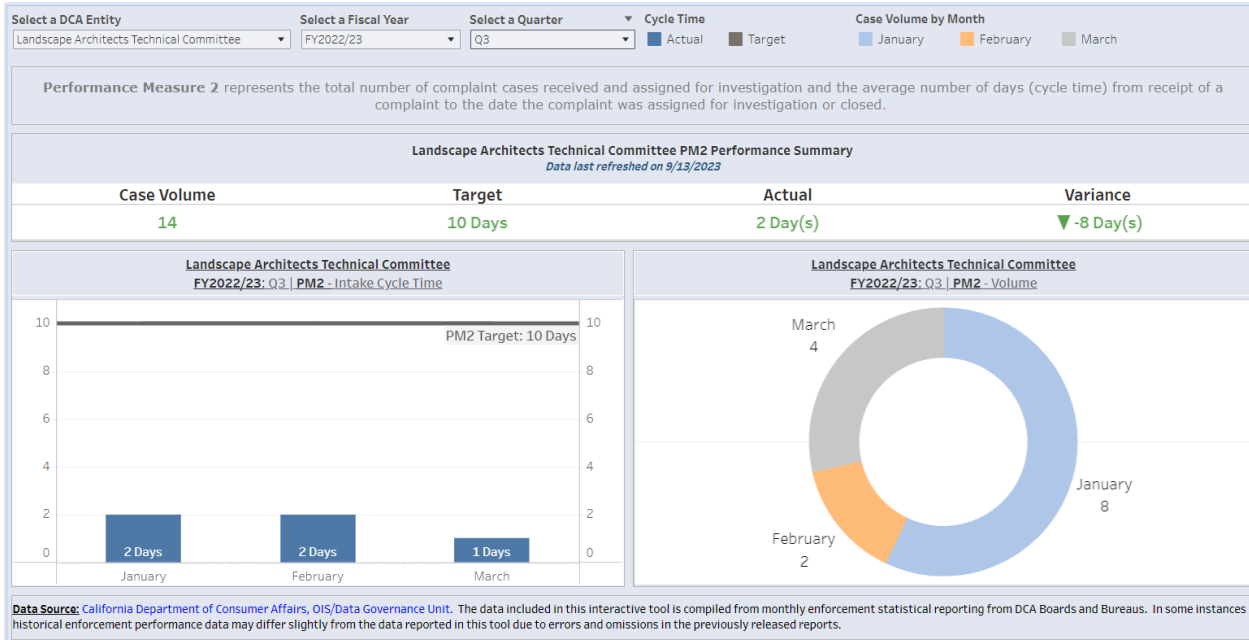 Select a DCA Entity
Select a Fiscal Year
Select a Quarter
Cycle Time
Case Volume by Month
Landscape Architects Technical Committee
FY2022/23
Q3
Actual
Target
January
February
March
Performance Measure 2 represents the total number of complaint cases received and assigned for investigation and the average number of days (cycle time) from receipt of a
complaint to the date the complaint was assigned for investigation or closed.
Landscape Architects Technical Committee PM2 Performance Summary
Data last refreshed on 9/13/2023
Case Volume
Target
Actual
Variance
14
10 Days
2 Day(s)
▼ -8 Day(s)
Landscape Architects Technical Committee
FY2022/23: Q3 | PM2 - Intake Cycle Time
10
8
6
4
2
0
PM2 Target: 10 Days
10
8
6
4
2
0
2 Days
2 Days
1 Days
January
February
March
Landscape Architects Technical Committee
FY2022/23: Q3 | PM2 - Volume
March
4
January
8
February
2
Data Source: California Department of Consumer Affairs, OIS/Data Governance Unit. The data included in this interactive tool is compiled from monthly enforcement statistical reporting from DCA Boards and Bureaus. In some instances
historical enforcement performance data may differ slightly from the data reported in this tool due to errors and omissions in the previously released reports.